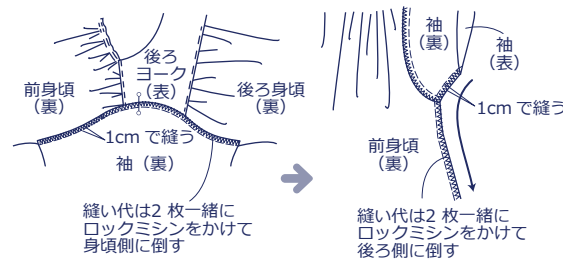 後ろ
ヨーク
(表)
前身頃
(裏)
後ろ身頃
(裏)
1cm で縫う
袖（裏）
縫い代は2 枚一緒に
ロックミシンをかけて
身頃側に倒す
袖
(裏)
袖
(表)
1cm で縫う
前身頃
(裏)
縫い代は2 枚一緒に
ロックミシンをかけて
後ろ側に倒す